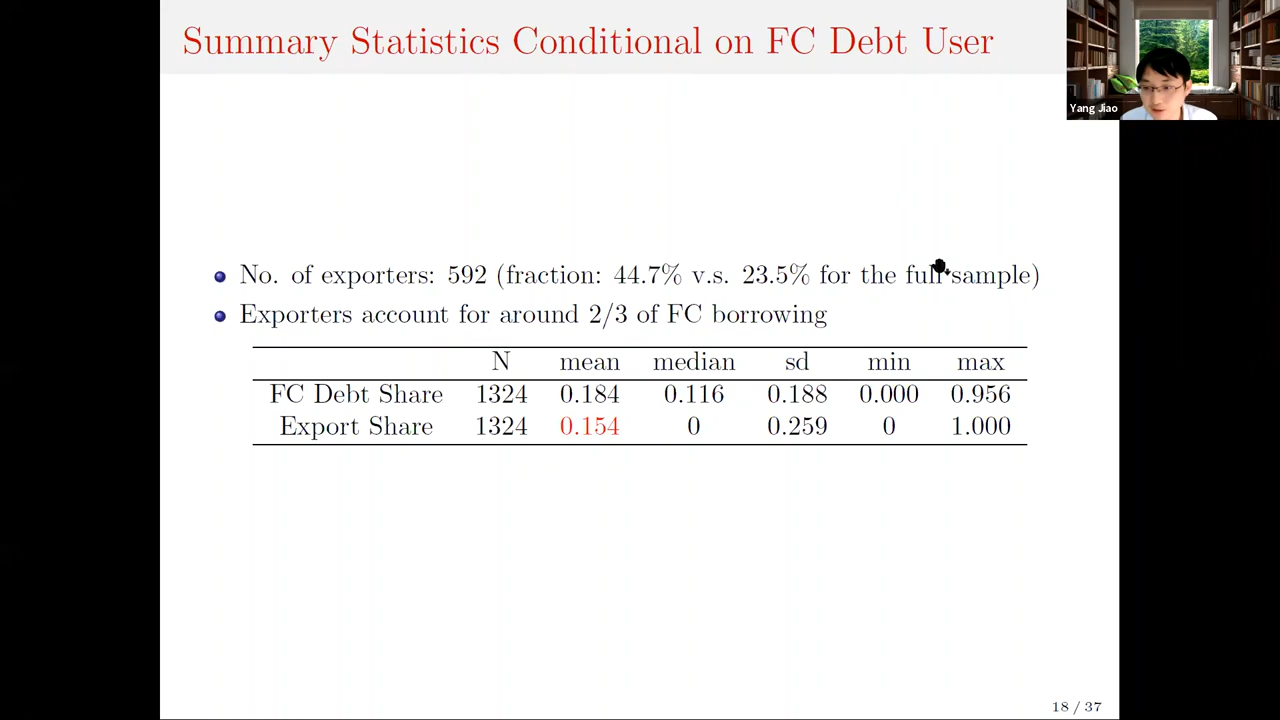 Summary Statistics Conditional on FC Debt User
Yang Jiao
No. of exporters: 592 (fraction: 44.7% v.s. 23.5% for the full sample)
Exporters account for around 2/3 of FC borrowing
N mean median sd min max
FC Debt Share 1324 0.184 0.116 0.188 0.000 0.956
Export Share 1324 0.154 0 0.259 0 1.000
18 / 37